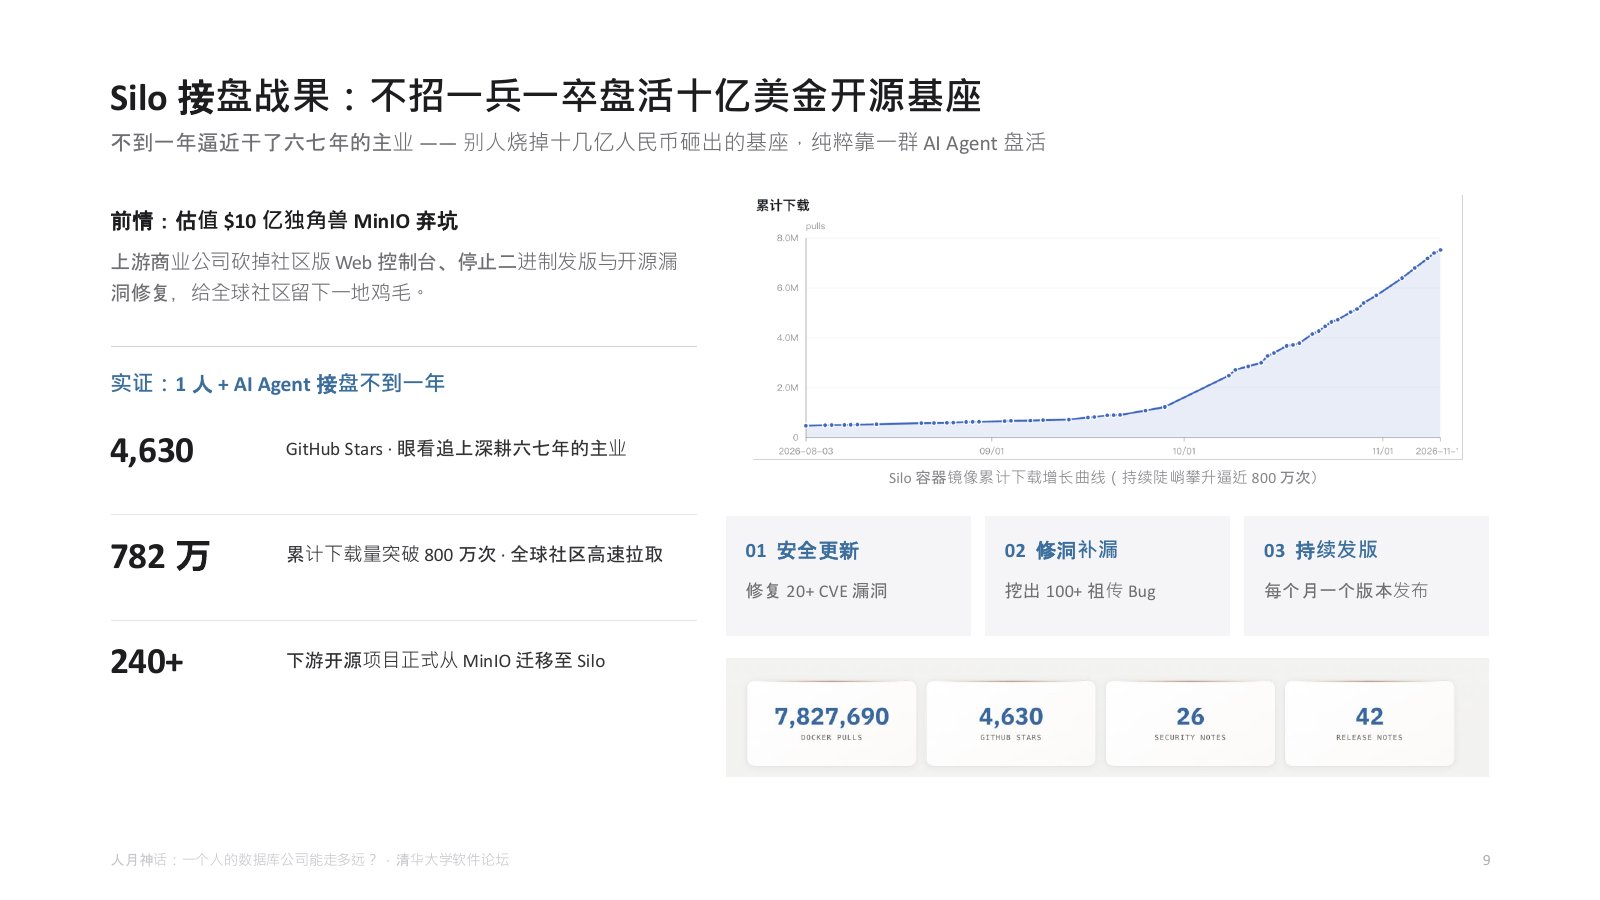 Silo 接盘战果：不招一兵一卒盘活十亿美金开源基座
不到一年逼近干了六七年的主业 —— 别人烧掉十几亿人民币砸出的基座，纯粹靠一群 AI Agent 盘活
前情：估值 $10 亿独角兽 MinIO 弃坑
上游商业公司砍掉社区版 Web 控制台、停止二进制发版与开源漏
洞修复，给全球社区留下一地鸡毛。
实证：1 人 + AI Agent 接盘不到一年
4,630
GitHub Stars · 眼看追上深耕六七年的主业
782 万
累计下载量突破 800 万次 · 全球社区高速拉取
240+
下游开源项目正式从 MinIO 迁移至 Silo
累计下载
pulls
8.0M
6.0M
4.0M
2.0M
0
2026-08-03 09/01 10/01 11/01 2026-11-
Silo 容器镜像累计下载增长曲线（持续陡峭攀升逼近 800 万次）
01 安全更新
修复 20+ CVE 漏洞
02 修洞补漏
挖出 100+ 祖传 Bug
03 持续发版
每个月一个版本发布
7,827,690
DOCKER PULLS
4,630
GITHUB STARS
26
SECURITY NOTES
42
RELEASE NOTES
人月神话：一个人的数据库公司能走多远？ · 清华大学软件论坛
9